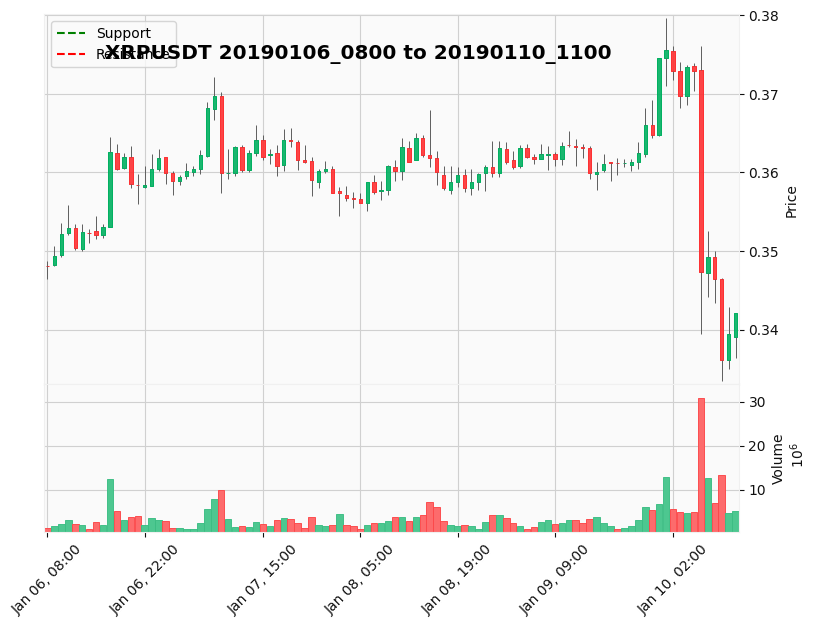 Support
Resistance
XRPUSDT 20190106_0800 to 20190110_1100
0.38
0.37
0.36
0.35
0.34
Price
30
20
10
Volume
10^6
Jan 06, 08:00
Jan 06, 22:00
Jan 07, 15:00
Jan 08, 05:00
Jan 08, 19:00
Jan 09, 09:00
Jan 10, 02:00